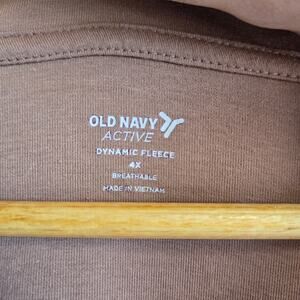 OLD NAVY
ACTIVE
DYNAMIC FLEECE
4X
BREATHABLE
MADE IN VIETNAM